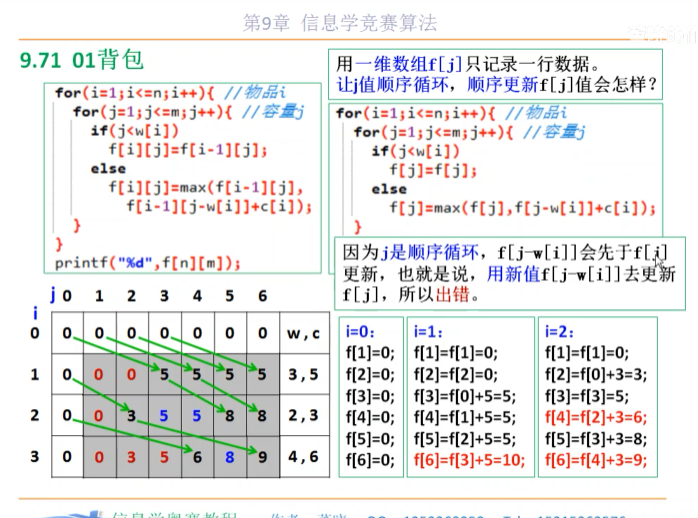 第9章 信息学竞赛算法
9.71 01背包
for(i=1;i<=n;i++){ //物品i
for(j=1;j<=m;j++){ //容量j
if(j<w[i])
f[i][j]=f[i-1][j];
else
f[i][j]=max(f[i-1][j],
f[i-1][j-w[i]]+c[i]);
}
}
printf("%d",f[n][m]);
用一维数组f[j]只记录一行数据。
让j值顺序循环，顺序更新f[j]值会怎样？
for(i=1;i<=n;i++){ //物品i
for(j=1;j<=m;j++){ //容量j
if(j<w[i])
f[j]=f[j];
else
f[j]=max(f[j],f[j-w[i]]+c[i]);
}
因为j是顺序循环，f[j-w[i]]会先于f[j]
更新，也就是说，用新值f[j-w[i]]去更新
f[j]，所以出错。
j 0 1 2 3 4 5 6
i
0 0 0 0 0 0 0 0 w,c
1 0 0 0 5 5 5 5 3,5
2 0 0 3 5 5 8 8 2,3
3 0 0 3 5 6 8 9 4,6
i=0:
f[1]=0;
f[2]=0;
f[3]=0;
f[4]=0;
f[5]=0;
f[6]=0;
i=1:
f[1]=f[1]=0;
f[2]=f[2]=0;
f[3]=f[0]+5=5;
f[4]=f[1]+5=5;
f[5]=f[2]+5=5;
f[6]=f[3]+5=10;
i=2:
f[1]=f[1]=0;
f[2]=f[0]+3=3;
f[3]=f[3]=5;
f[4]=f[2]+3=6;
f[5]=f[3]+3=8;
f[6]=f[4]+3=9;